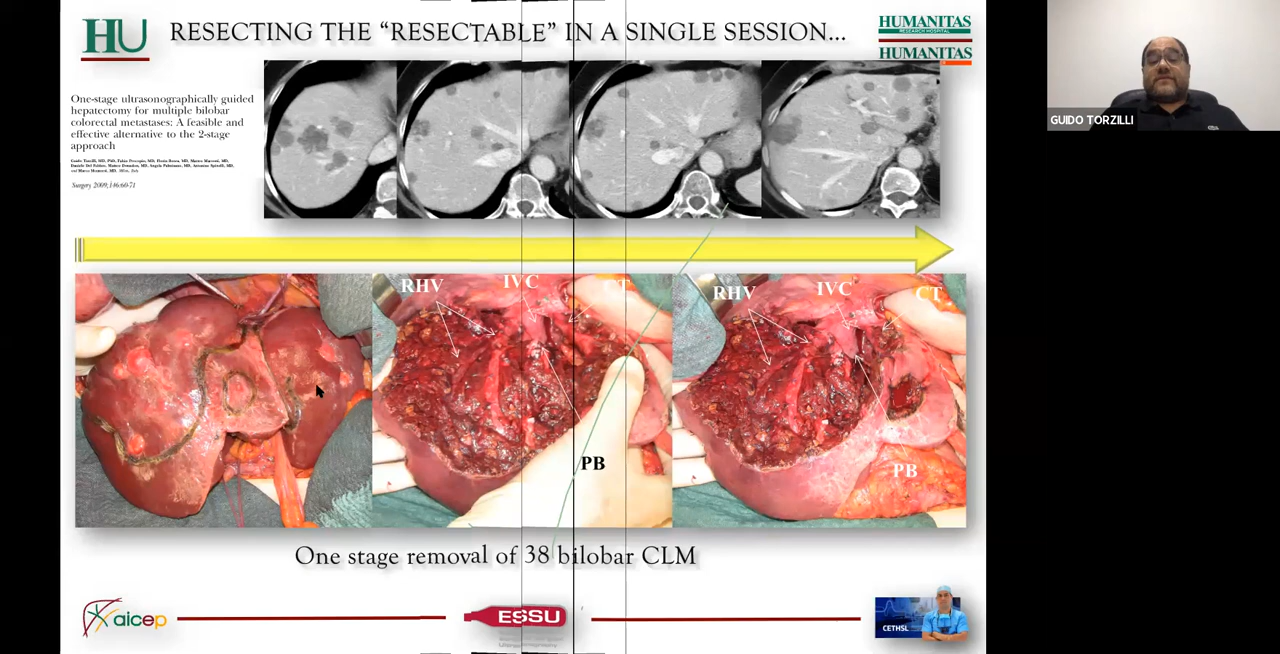 HU
RESECTING THE “RESECTABLE” IN A SINGLE SESSION...
HUMANITAS
RESEARCH HOSPITAL
HUMANITAS
GUIDO TORZILLI
One-stage ultrasonographically guided
hepatectomy for multiple bilobar
colorectal metastases: A feasible and
effective alternative to the 2-stage
approach
Surgery 2009;146:60-71
RHV
IVC
CT
PB
RHV
IVC
CT
PB
One stage removal of 38 bilobar CLM
aicep
ESSU
CETHSL